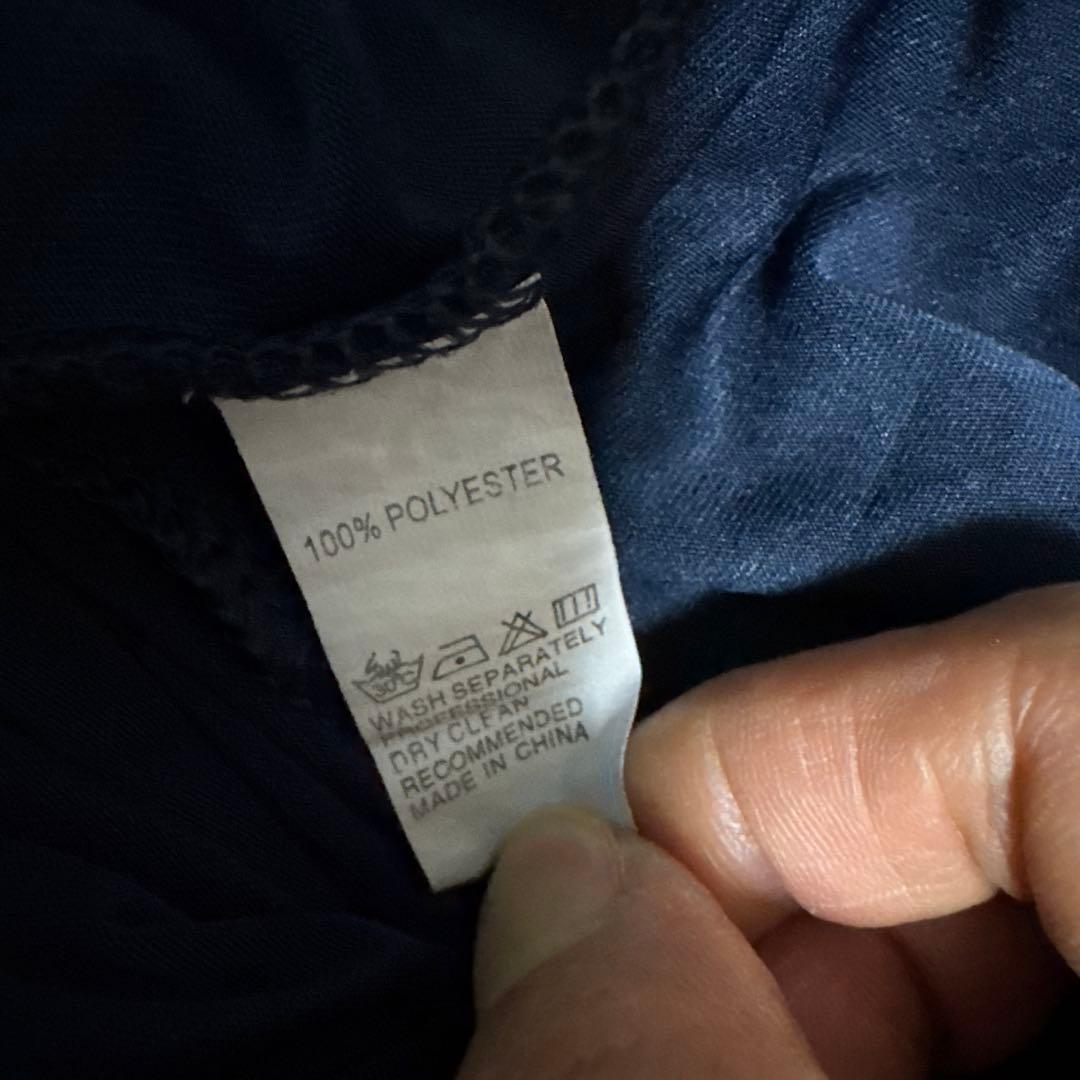 100% POLYESTER
30°C
WASH SEPARATELY
PROFESSIONAL
DRY CLEAN
RECOMMENDED
MADE IN CHINA